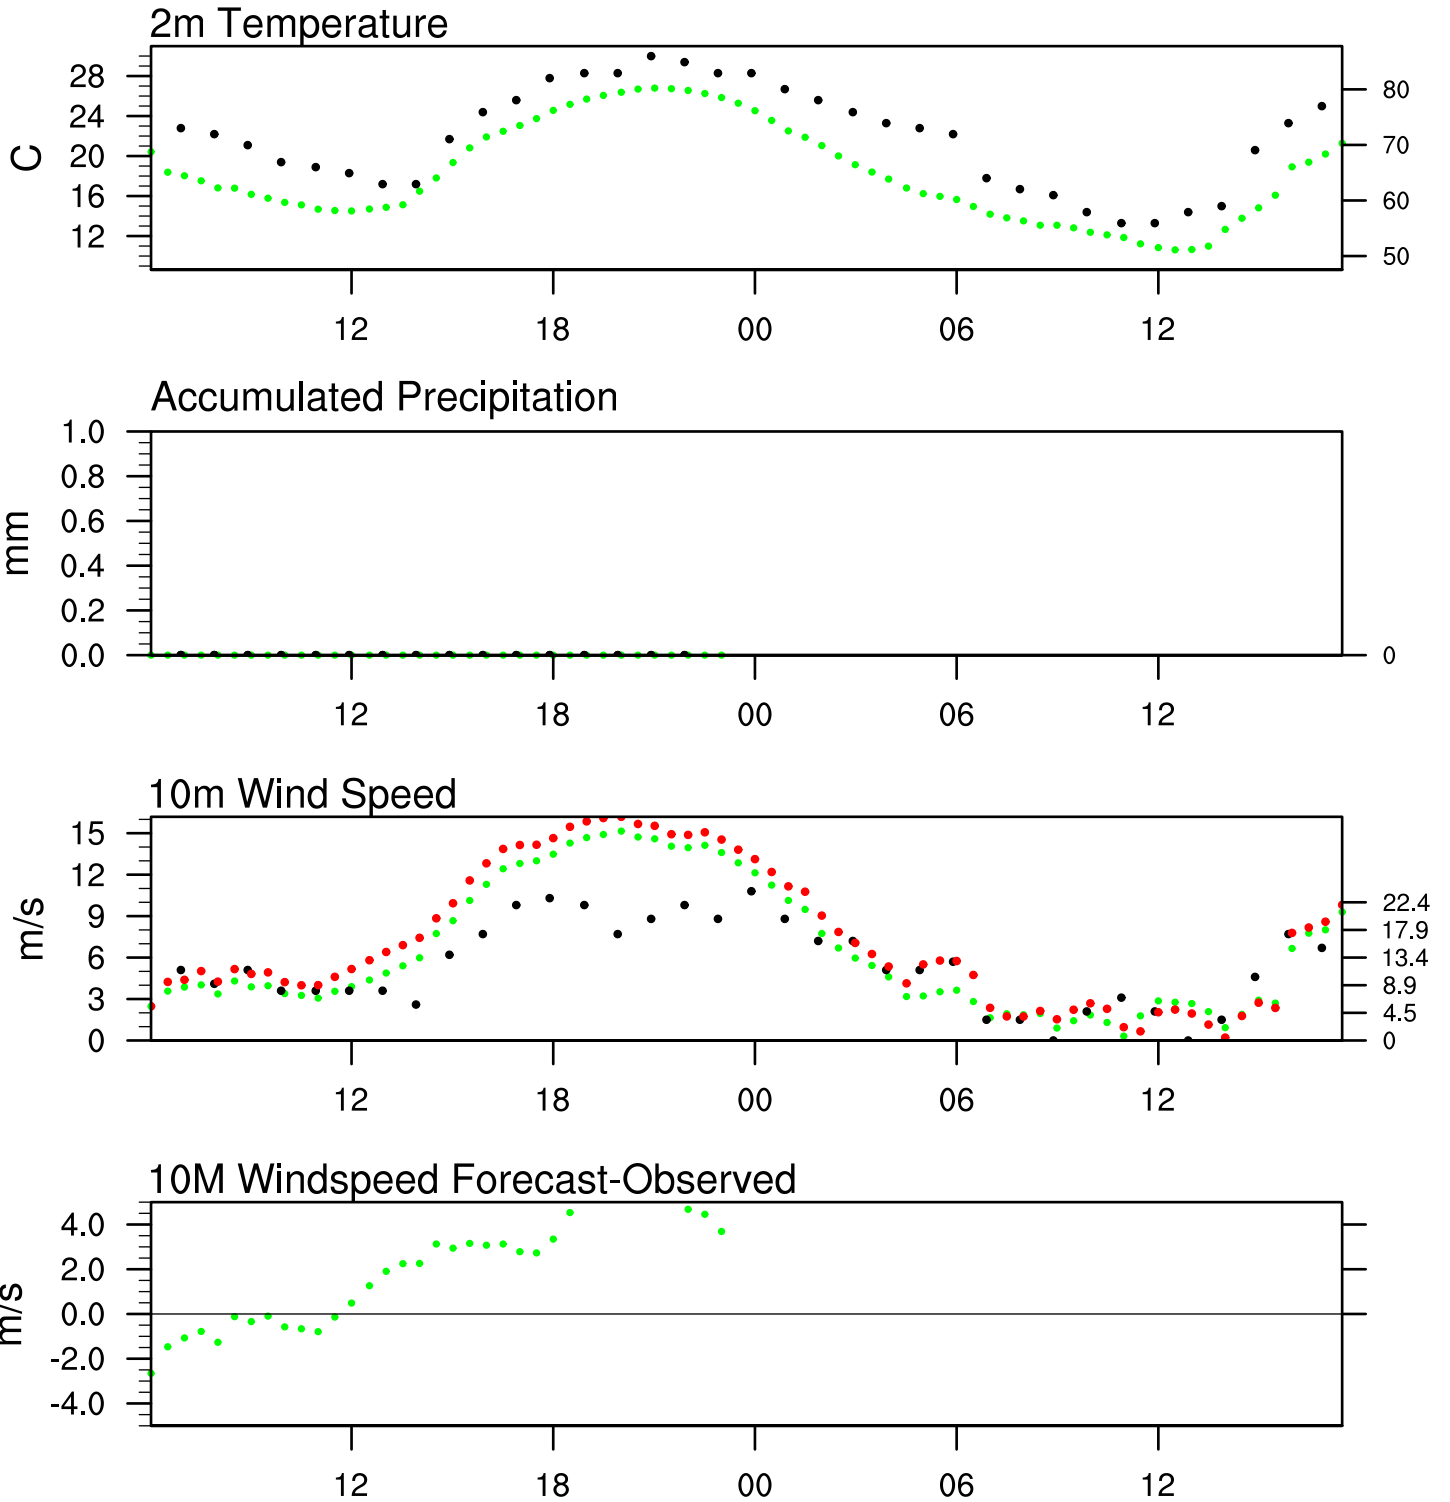 2m Temperature
28
24
20
16
12
C
80
70
60
50
12 18 00 06 12
Accumulated Precipitation
1.0
0.8
0.6
0.4
0.2
0.0
mm
0
12 18 00 06 12
10m Wind Speed
15
12
9
6
3
0
m/s
22.4
17.9
13.4
8.9
4.5
0
12 18 00 06 12
10M Windspeed Forecast-Observed
4.0
2.0
0.0
-2.0
-4.0
m/s
12 18 00 06 12